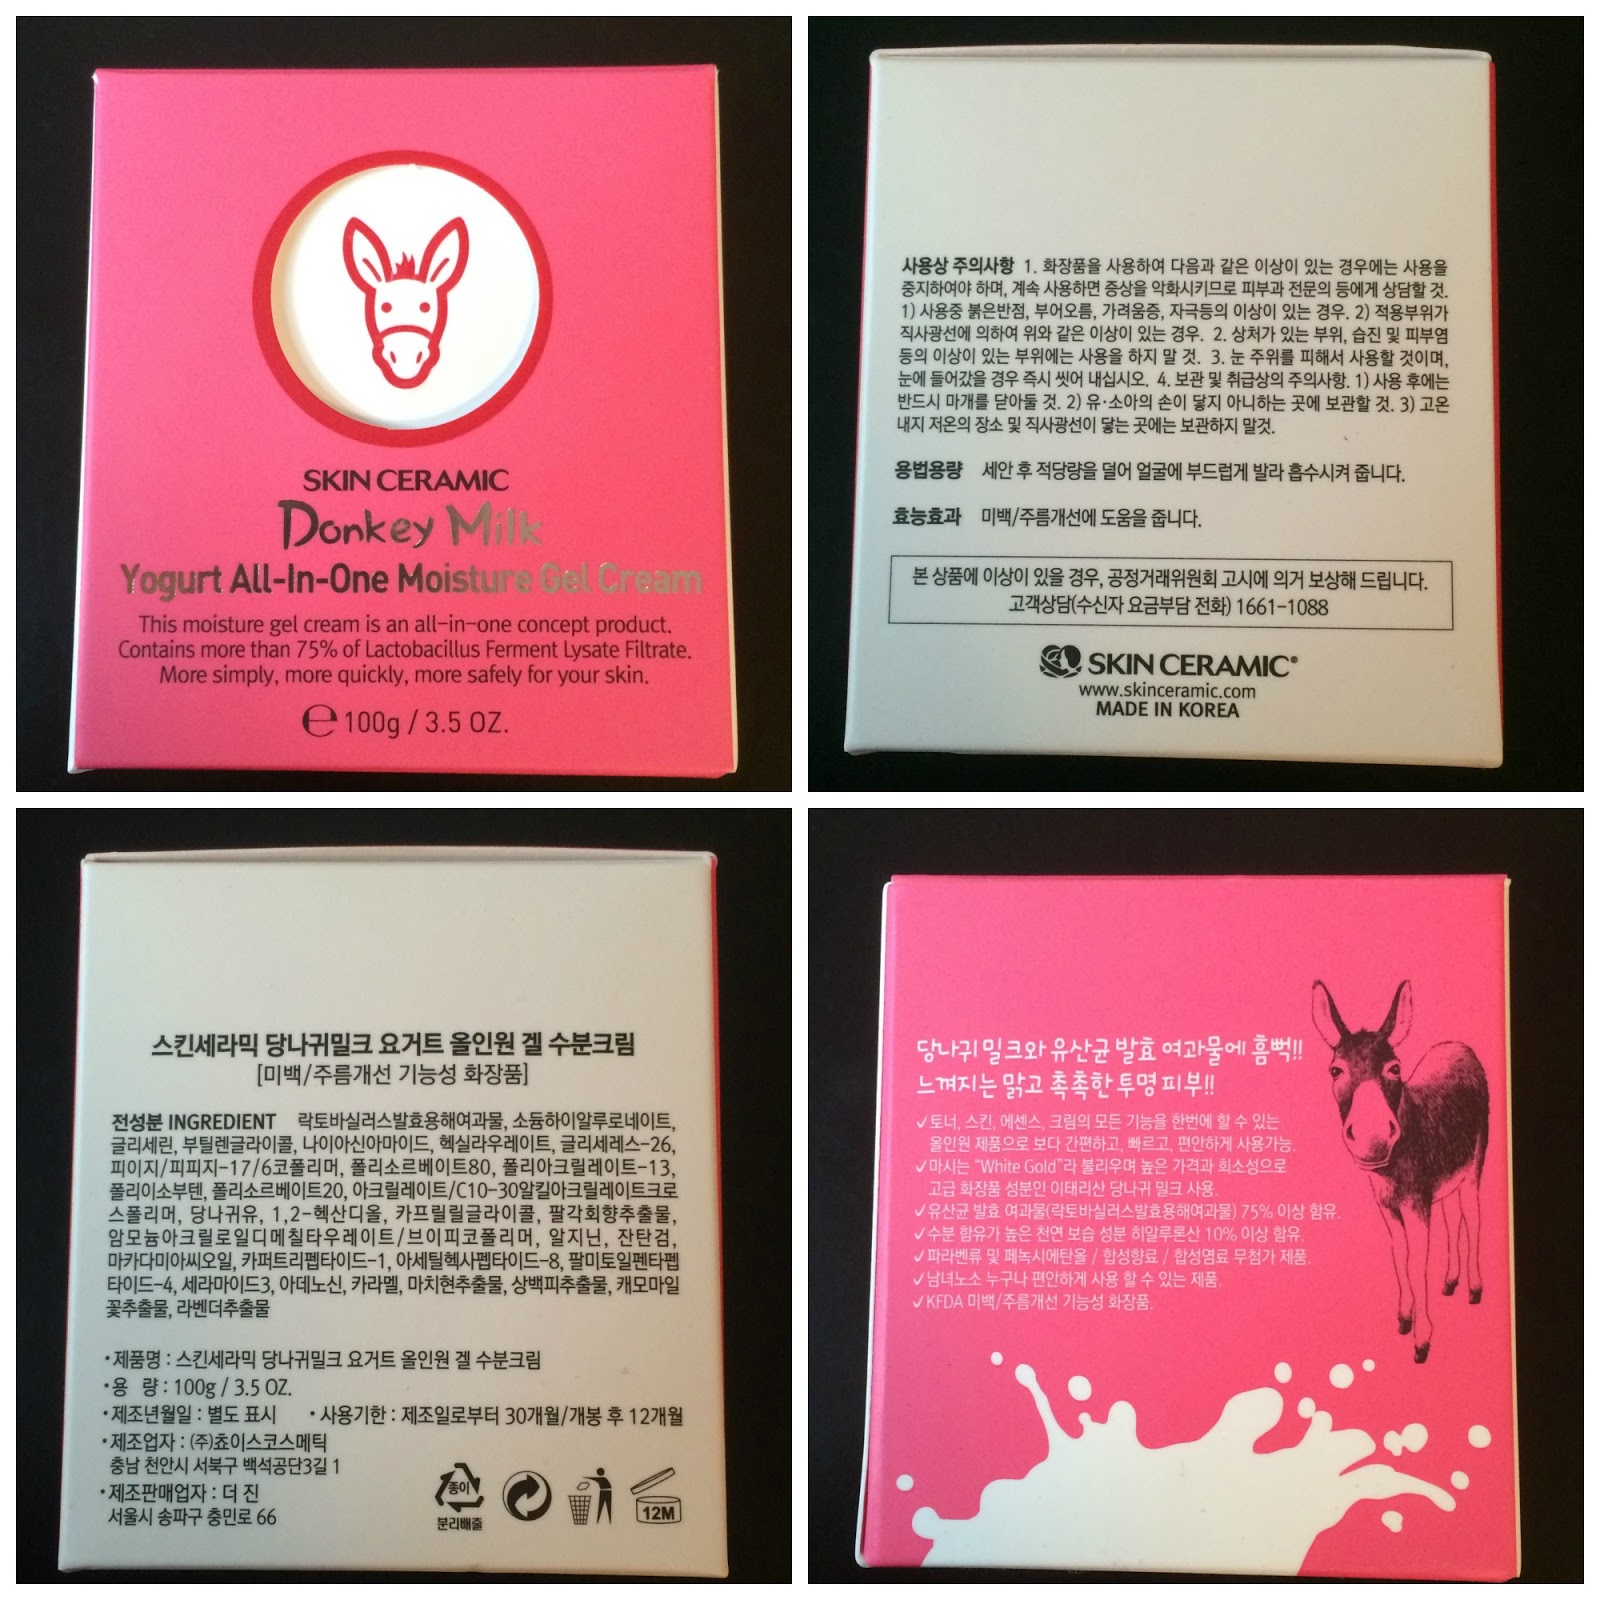 SKIN CERAMIC
Donkey Milk
Yogurt All-In-One Moisture Gel Cream
This moisture gel cream is an all-in-one concept product.
Contains more than 75% of Lactobacillus Ferment Lysate Filtrate.
More simply, more quickly, more safely for your skin.
℮ 100g / 3.5 OZ.
사용상 주의사항 1. 화장품을 사용하여 다음과 같은 이상이 있는 경우에는 사용을
중지하여야 하며, 계속 사용하면 증상을 악화시키므로 피부과 전문의 등에게 상담할 것.
1) 사용중 붉은반점, 부어오름, 가려움증, 자극등의 이상이 있는 경우. 2) 적용부위가
직사광선에 의하여 위와 같은 이상이 있는 경우. 2. 상처가 있는 부위, 습진 및 피부염
등의 이상이 있는 부위에는 사용을 하지 말 것. 3. 눈 주위를 피해서 사용할 것이며,
눈에 들어갔을 경우 즉시 씻어 내십시오. 4. 보관 및 취급상의 주의사항. 1) 사용 후에는
반드시 마개를 닫아둘 것. 2) 유·소아의 손이 닿지 아니하는 곳에 보관할 것. 3) 고온
내지 저온의 장소 및 직사광선이 닿는 곳에는 보관하지 말것.
용법용량 세안 후 적당량을 덜어 얼굴에 부드럽게 발라 흡수시켜 줍니다.
효능효과 미백/주름개선에 도움을 줍니다.
본 상품에 이상이 있을 경우, 공정거래위원회 고시에 의거 보상해 드립니다.
고객상담(수신자 요금부담 전화) 1661-1088
SKIN CERAMIC®
www.skinceramic.com
MADE IN KOREA
스킨세라믹 당나귀밀크 요거트 올인원 겔 수분크림
[미백/주름개선 기능성 화장품]
전성분 INGREDIENT 락토바실러스발효용해여과물, 소듐하이알루로네이트,
글리세린, 부틸렌글라이콜, 나이아신아마이드, 헥실라우레이트, 글리세레스-26,
피이지/피피지-17/6코폴리머, 폴리소르베이트80, 폴리아크릴레이트-13,
폴리이소부텐, 폴리소르베이트20, 아크릴레이트/C10-30알킬아크릴레이트크로
스폴리머, 당나귀유, 1,2-헥산디올, 카프릴릴글라이콜, 팔각회향추출물,
암모늄아크릴로일디메칠타우레이트/브이피코폴리머, 알지닌, 잔탄검,
마카다미아씨오일, 카퍼트리펩타이드-1, 아세틸헥사펩타이드-8, 팔미토일펜타펩
타이드-4, 세라마이드3, 아데노신, 카라멜, 마치현추출물, 상백피추출물, 캐모마일
꽃추출물, 라벤더추출물
·제품명 : 스킨세라믹 당나귀밀크 요거트 올인원 겔 수분크림
·용 량 : 100g / 3.5 OZ.
·제조년월일 : 별도 표시 ·사용기한 : 제조일로부터 30개월/개봉 후 12개월
·제조업자 : (주)쵸이스코스메틱
충남 천안시 서북구 백석공단3길 1
·제조판매업자 : 더 진
서울시 송파구 충민로 66
종이
분리배출
12M
당나귀 밀크와 유산균 발효 여과물에 흠뻑!!
느껴지는 맑고 촉촉한 투명 피부!!
✓토너, 스킨, 에센스, 크림의 모든 기능을 한번에 할 수 있는
올인원 제품으로 보다 간편하고, 빠르고, 편안하게 사용가능.
✓마시는 “White Gold”라 불리우며 높은 가격과 희소성으로
고급 화장품 성분인 이태리산 당나귀 밀크 사용.
✓유산균 발효 여과물(락토바실러스발효용해여과물) 75% 이상 함유.
✓수분 함유가 높은 천연 보습 성분 히알루론산 10% 이상 함유.
✓파라벤류 및 페녹시에탄올 / 합성향료 / 합성염료 무첨가 제품.
✓남녀노소 누구나 편안하게 사용 할 수 있는 제품.
✓KFDA 미백/주름개선 기능성 화장품.